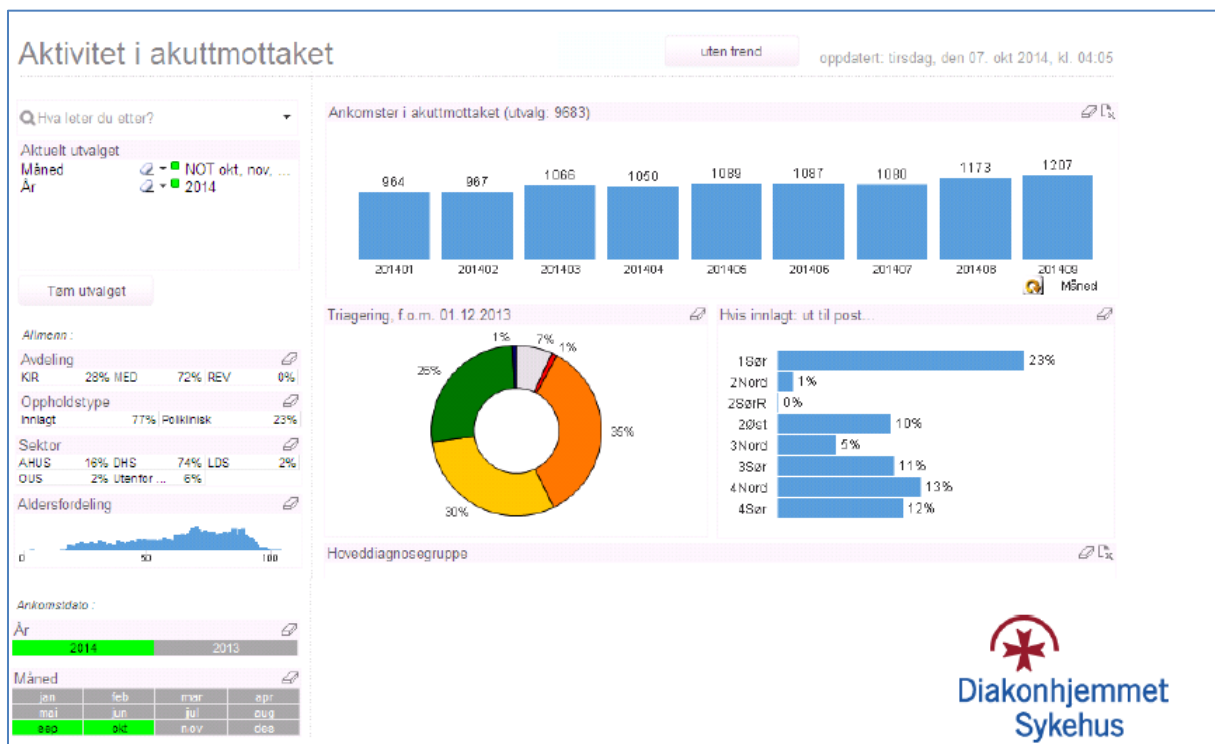 Aktivitet i akuttmottaket
uten trend
oppdatert: tirsdag, den 07. okt 2014, kl. 04:05
Hva leter du etter?
Aktuelt utvalget
Måned NOT okt, nov, ...
År 2014
Tøm utvalget
Allmenn :
Avdeling
KIR 28% MED 72% REV 0%
Oppholdstype
Innlagt 77% Poliklinisk 23%
Sektor
AHUS 16% DHS 74% LDS 2%
OUS 2% Utenfor ... 6%
Aldersfordeling
0 50 100
Ankomstdato :
År
2014 2013
Måned
jan feb mar apr
mai jun jul aug
sep okt nov des
Ankomster i akuttmottaket (utvalg: 9683)
964 967 1066 1050 1089 1087 1080 1173 1207
201401 201402 201403 201404 201405 201406 201407 201408 201409
Måned
Triagering, f.o.m. 01.12.2013
1% 7% 1%
25%
35%
30%
Hvis innlagt: ut til post...
1Sør 23%
2Nord 1%
2SørR 0%
2Øst 10%
3Nord 5%
3Sør 11%
4Nord 13%
4Sør 12%
Hoveddiagnosegruppe
Diakonhjemmet
Sykehus